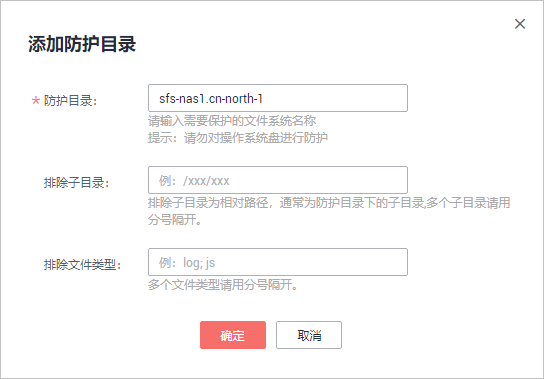 添加防护目录
* 防护目录：
sfs-nas1.cn-north-1
请输入需要保护的文件系统名称
提示：请勿对操作系统盘进行防护
排除子目录：
例：/xxx/xxx
排除子目录为相对路径，通常为防护目录下的子目录,多个子目录请用
分号隔开。
排除文件类型：
例：log; js
多个文件类型请用分号隔开。
确定
取消